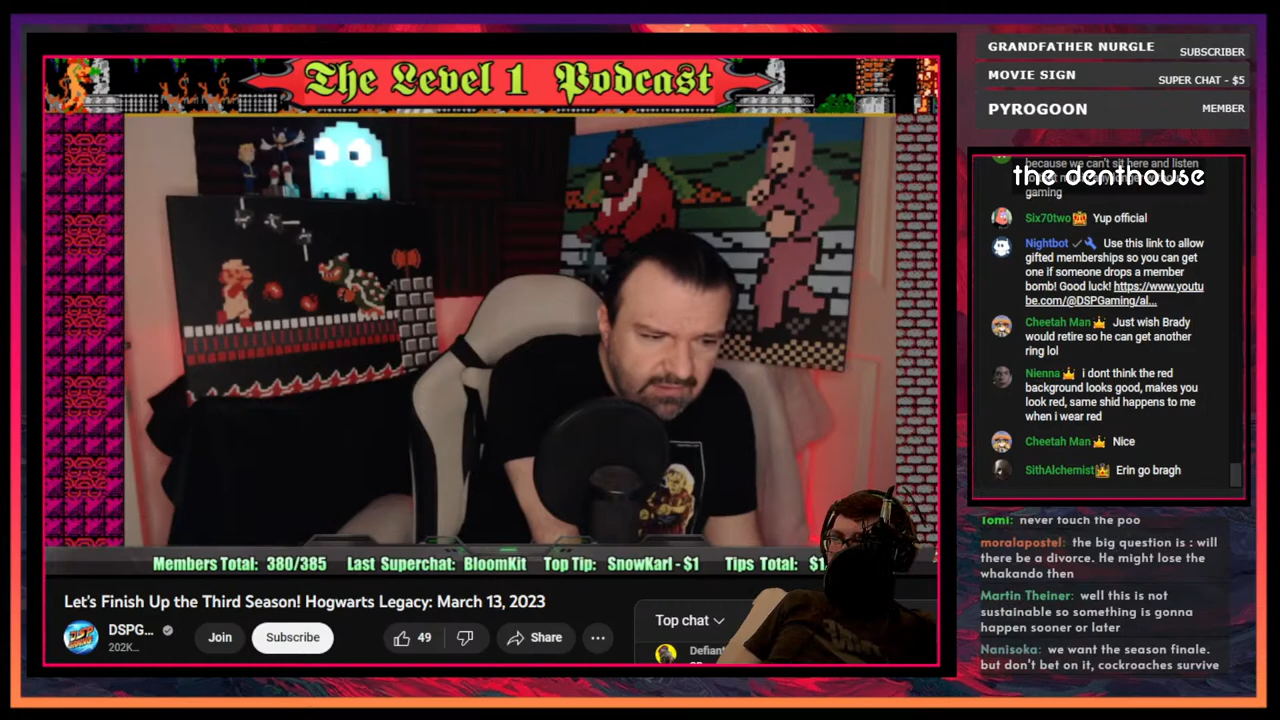 The Level 1 Podcast
Members Total: 380/385 Last Superchat: BloomKit Top Tip: SnowKarl - $1 Tips Total: $1
Let's Finish Up the Third Season! Hogwarts Legacy: March 13, 2023
DSPG...
202K...
Join
Subscribe
49
Share
Top chat
Defiant
GRANDFATHER NURGLE SUBSCRIBER
MOVIE SIGN SUPER CHAT - $5
PYROGOON MEMBER
because we can't sit here and listen
the denthouse
gaming
Six70two Yup official
Nightbot Use this link to allow
gifted memberships so you can get
one if someone drops a member
bomb! Good luck! https://www.youtu
be.com/@DSPGaming/al...
Cheetah Man Just wish Brady
would retire so he can get another
ring lol
Nienna i dont think the red
background looks good, makes you
look red, same shid happens to me
when i wear red
Cheetah Man Nice
SithAlchemist Erin go bragh
Tomi: never touch the poo
moralapostel: the big question is : will
there be a divorce. He might lose the
whakando then
Martin Theiner: well this is not
sustainable so something is gonna
happen sooner or later
Nanisoka: we want the season finale.
but don't bet on it, cockroaches survive